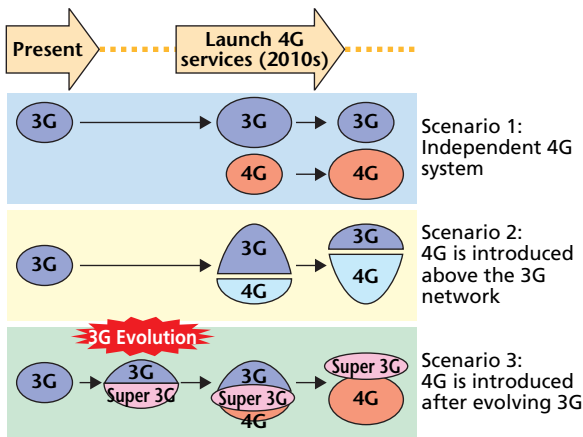 Present
Launch 4G
services (2010s)
3G
3G
3G
4G
4G
Scenario 1:
Independent 4G
system
3G
3G
4G
3G
4G
Scenario 2:
4G is introduced
above the 3G
network
3G Evolution
3G
3G
Super 3G
3G
Super 3G
4G
Super 3G
4G
Scenario 3:
4G is introduced
after evolving 3G